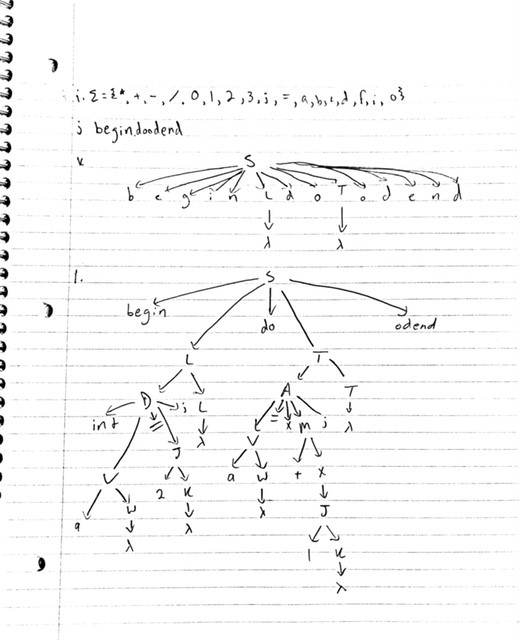 i. Σ={*, +, -, /, 0, 1, 2, 3, ;, =, a, b, c, d, f, i, o}
j begindoodend
k
S
b e g i n L d o T o d e n d
λ λ
l.
S
begin do odend
L T
D L A T
int = ; λ = x M ; λ
J V + x
V 2 K a W J
a W λ λ 1 K
λ λ